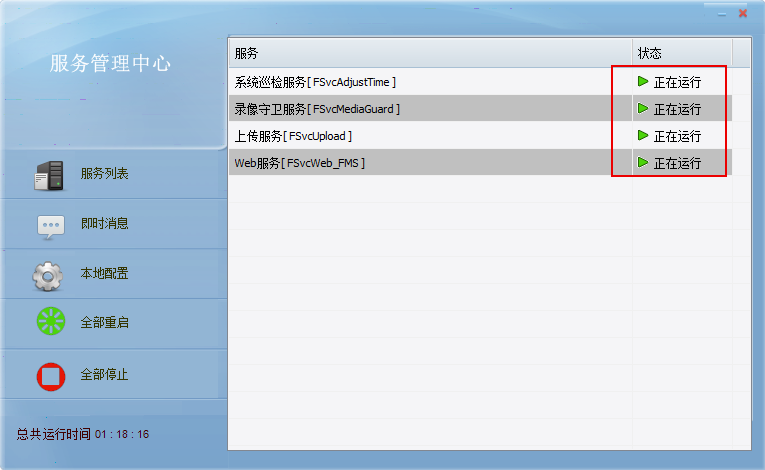 服务管理中心
服务 状态
系统巡检服务[ FSvcAdjustTime ] 正在运行
录像守卫服务[ FSvcMediaGuard ] 正在运行
上传服务[ FSvcUpload ] 正在运行
Web服务[ FSvcWeb_FMS ] 正在运行
服务列表
即时消息
本地配置
全部重启
全部停止
总共运行时间 01 : 18 : 16